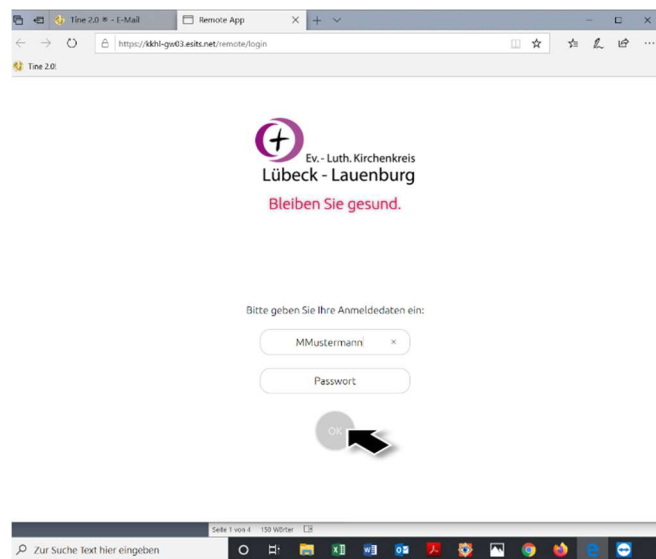 Tine 2.0 ® - E-Mail
Remote App
https://kkhl-gw03.esits.net/remote/login
Tine 2.0!
Ev. - Luth. Kirchenkreis
Lübeck - Lauenburg
Bleiben Sie gesund.
Bitte geben Sie Ihre Anmeldedaten ein:
MMustermann
Passwort
OK
Seite 1 von 4 150 Wörter
Zur Suche Text hier eingeben